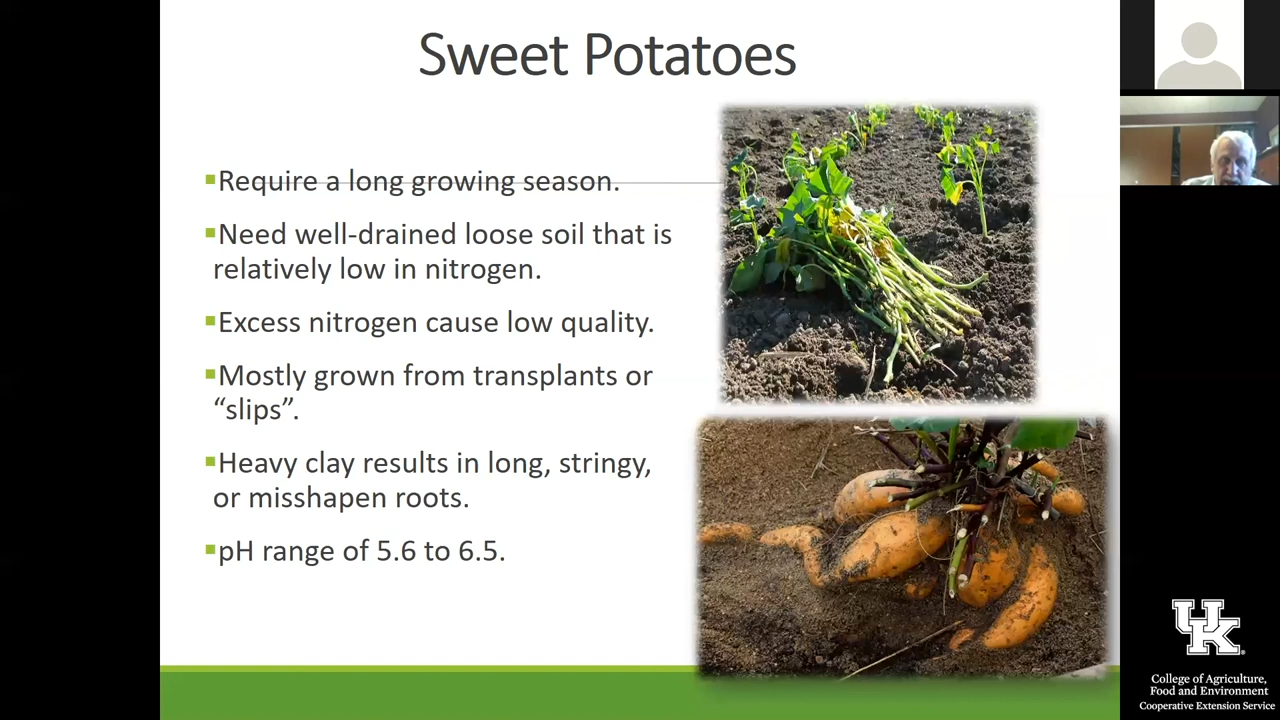 Sweet Potatoes
▪Require a long growing season.
▪Need well-drained loose soil that is
relatively low in nitrogen.
▪Excess nitrogen cause low quality.
▪Mostly grown from transplants or
“slips”.
▪Heavy clay results in long, stringy,
or misshapen roots.
▪pH range of 5.6 to 6.5.
UK
College of Agriculture,
Food and Environment
Cooperative Extension Service